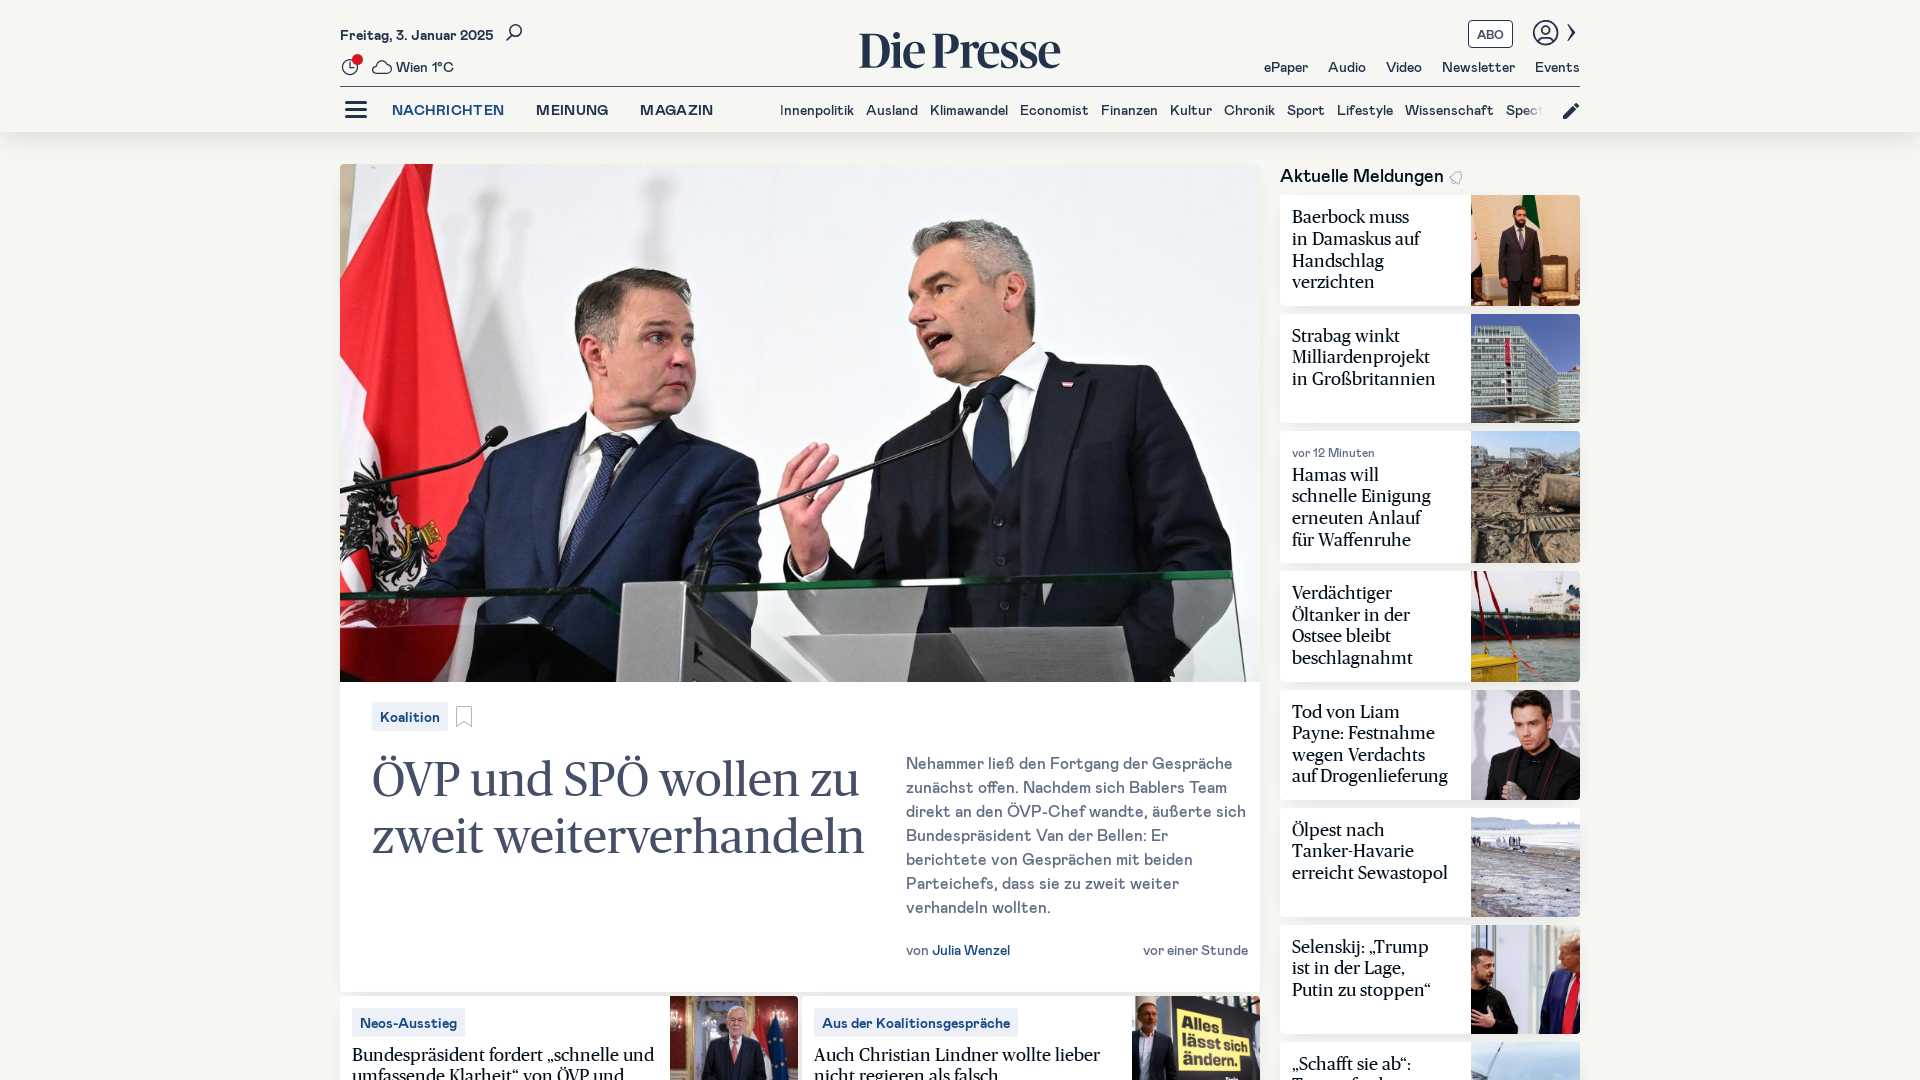 Freitag, 3. Januar 2025
Wien 1°C
Die Presse
ABO
ePaper Audio Video Newsletter Events
NACHRICHTEN MEINUNG MAGAZIN
Innenpolitik Ausland Klimawandel Economist Finanzen Kultur Chronik Sport Lifestyle Wissenschaft Spect
Koalition
ÖVP und SPÖ wollen zu
zweit weiterverhandeln
Nehammer ließ den Fortgang der Gespräche
zunächst offen. Nachdem sich Bablers Team
direkt an den ÖVP-Chef wandte, äußerte sich
Bundespräsident Van der Bellen: Er
berichtete von Gesprächen mit beiden
Parteichefs, dass sie zu zweit weiter
verhandeln wollten.
von Julia Wenzel
vor einer Stunde
Neos-Ausstieg
Bundespräsident fordert „schnelle und
umfassende Klarheit“ von ÖVP und
Aus der Koalitionsgespräche
Auch Christian Lindner wollte lieber
nicht regieren als falsch
Alles
lässt sich
ändern.
Aktuelle Meldungen
Baerbock muss
in Damaskus auf
Handschlag
verzichten
Strabag winkt
Milliardenprojekt
in Großbritannien
vor 12 Minuten
Hamas will
schnelle Einigung
erneuten Anlauf
für Waffenruhe
Verdächtiger
Öltanker in der
Ostsee bleibt
beschlagnahmt
Tod von Liam
Payne: Festnahme
wegen Verdachts
auf Drogenlieferung
Ölpest nach
Tanker-Havarie
erreicht Sewastopol
Selenskij: „Trump
ist in der Lage,
Putin zu stoppen“
„Schafft sie ab“: